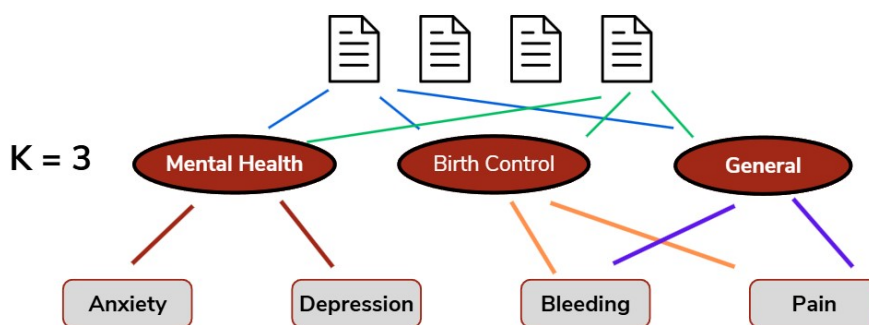 K = 3
Mental Health
Birth Control
General
Anxiety
Depression
Bleeding
Pain